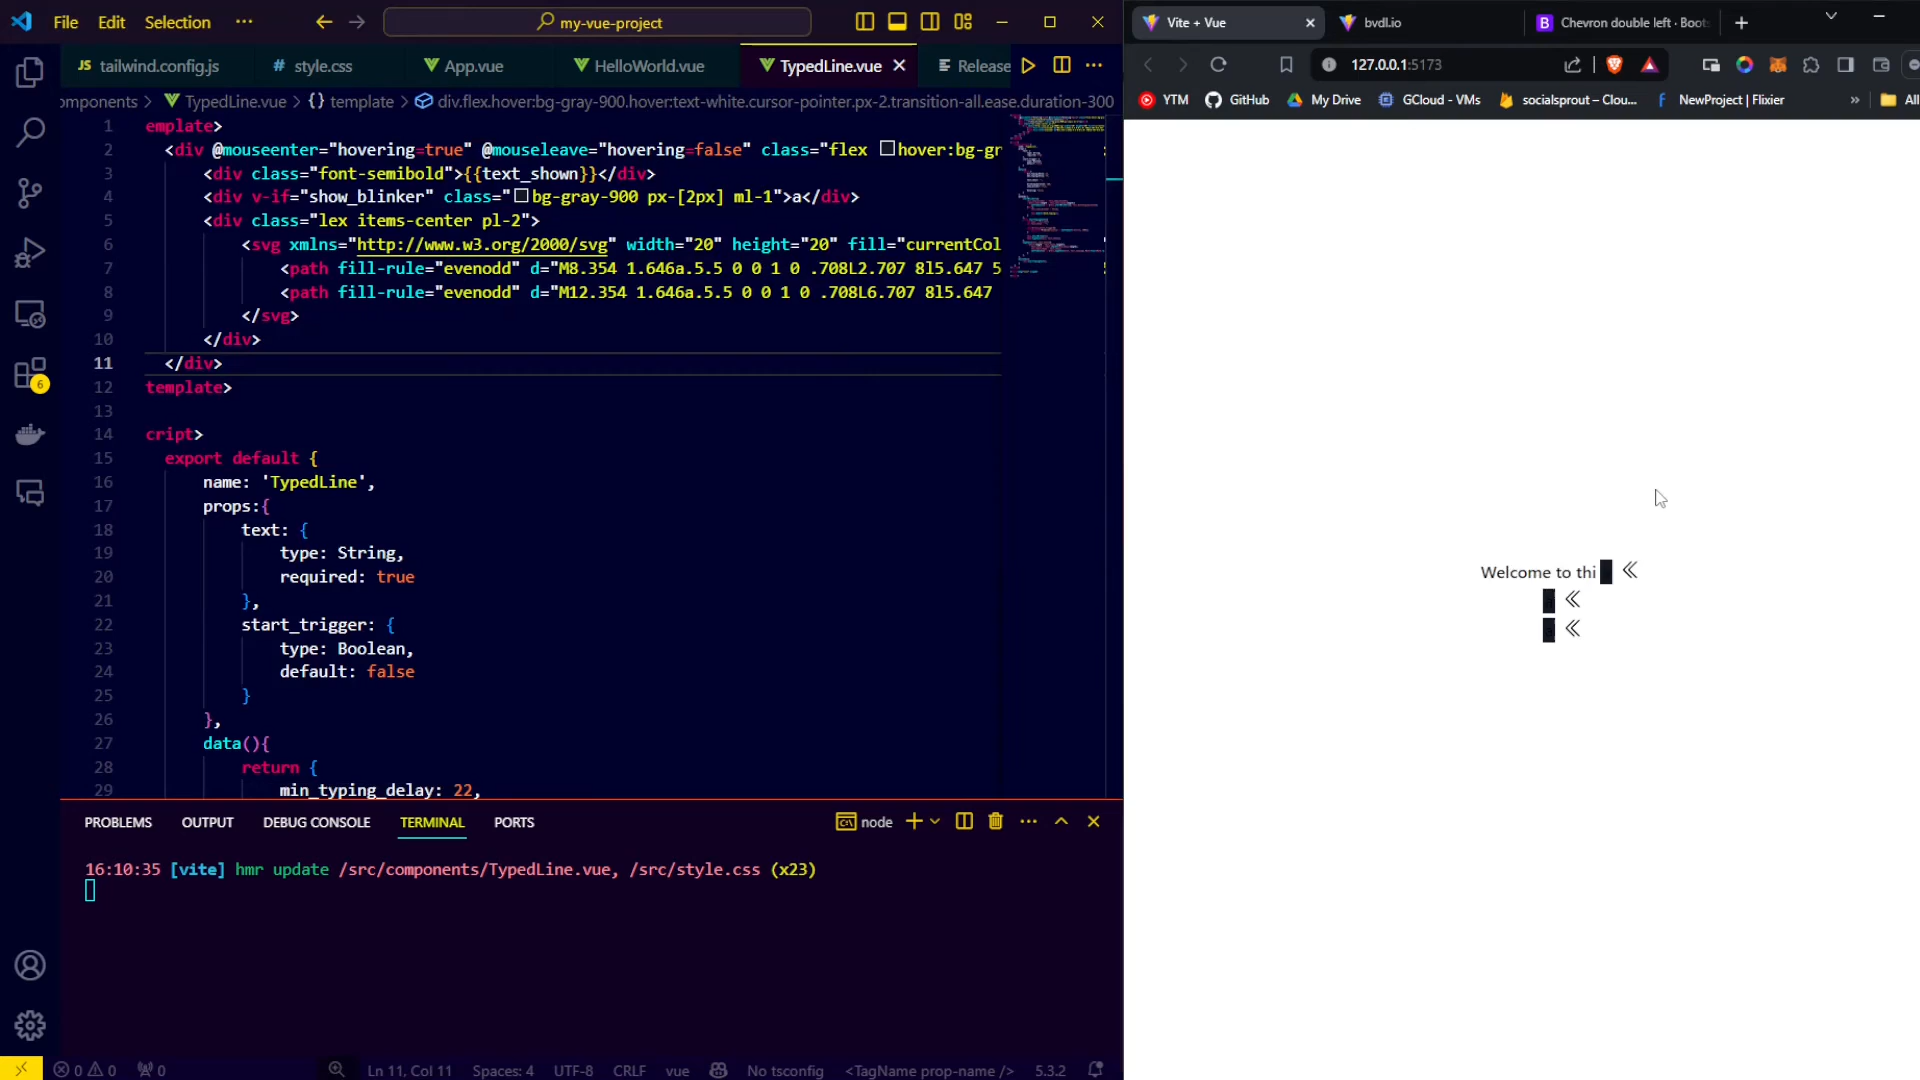 File Edit Selection ··· my-vue-project
JS tailwind.config.js # style.css App.vue HelloWorld.vue TypedLine.vue Release
omponents > TypedLine.vue > {} template > div.flex.hover:bg-gray-900.hover:text-white.cursor-pointer.px-2.transition-all.ease.duration-300
1 emplate>
2 <div @mouseenter="hovering=true" @mouseleave="hovering=false" class="flex hover:bg-gr
3 <div class="font-semibold">{{text_shown}}</div>
4 <div v-if="show_blinker" class="bg-gray-900 px-[2px] ml-1">a</div>
5 <div class="lex items-center pl-2">
6 <svg xmlns="http://www.w3.org/2000/svg" width="20" height="20" fill="currentCol
7 <path fill-rule="evenodd" d="M8.354 1.646a.5.5 0 0 1 0 .708L2.707 8l5.647 5
8 <path fill-rule="evenodd" d="M12.354 1.646a.5.5 0 0 1 0 .708L6.707 8l5.647
9 </svg>
10 </div>
11 </div>
12 template>
13
14 cript>
15 export default {
16 name: 'TypedLine',
17 props:{
18 text: {
19 type: String,
20 required: true
21 },
22 start_trigger: {
23 type: Boolean,
24 default: false
25 }
26 },
27 data(){
28 return {
29 min_typing_delay: 22,
PROBLEMS OUTPUT DEBUG CONSOLE TERMINAL PORTS node
16:10:35 [vite] hmr update /src/components/TypedLine.vue, /src/style.css (x23)
6
0 0 0 Ln 11, Col 11 Spaces: 4 UTF-8 CRLF vue No tsconfig <TagName prop-name /> 5.3.2
Vite + Vue bvdl.io B Chevron double left · Boots
127.0.0.1:5173
YTM GitHub My Drive GCloud - VMs socialsprout – Clou... NewProject | Flixier » All
Welcome to thi